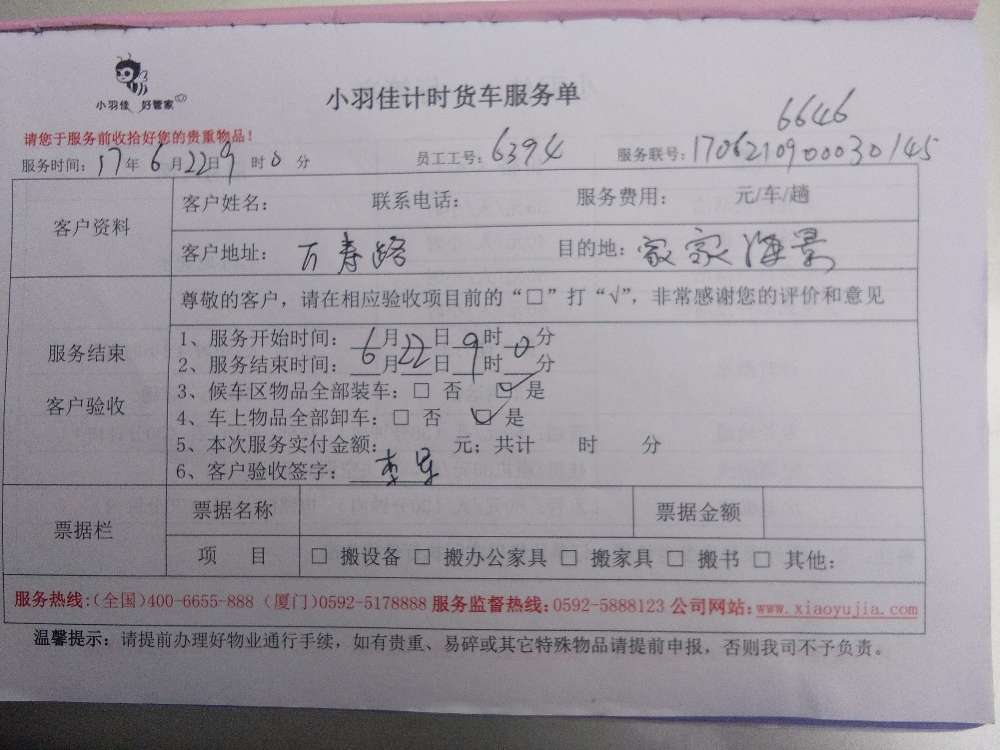 小羽佳 好管家
小羽佳计时货车服务单
6646
请您于服务前收拾好您的贵重物品！
服务时间：17年6月22日9时0分 员工工号：6394 服务联号：1706210900030145
客户资料
客户姓名： 联系电话： 服务费用： 元/车/趟
客户地址：万寿路 目的地：家家海景
服务结束
客户验收
尊敬的客户，请在相应验收项目前的“□”打“√”，非常感谢您的评价和意见
1、服务开始时间：6月22日9时0分
2、服务结束时间：月日时分
3、候车区物品全部装车：□ 否 ☑ 是
4、车上物品全部卸车：□ 否 ☑ 是
5、本次服务实付金额： 元；共计 时 分
6、客户验收签字：
票据栏
票据名称 票据金额
项 目 □ 搬设备 □ 搬办公家具 □ 搬家具 □ 搬书 □ 其他：
服务热线:(全国)400-6655-888（厦门)0592-5178888 服务监督热线：0592-5888123 公司网站：www.xiaoyujia.com
温馨提示：请提前办理好物业通行手续，如有贵重、易碎或其它特殊物品请提前申报，否则我司不予负责。